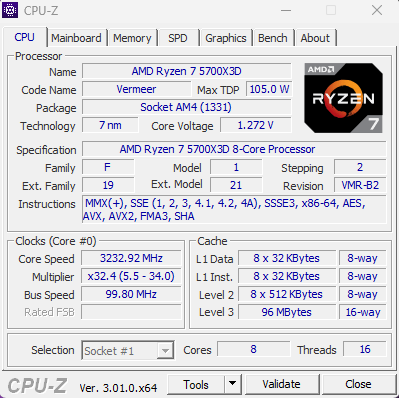 CPU-Z
CPU Mainboard Memory SPD Graphics Bench About
Processor
Name AMD Ryzen 7 5700X3D
Code Name Vermeer Max TDP 105.0 W
Package Socket AM4 (1331)
Technology 7 nm Core Voltage 1.272 V
AMD
RYZEN
7
Specification AMD Ryzen 7 5700X3D 8-Core Processor
Family F Model 1 Stepping 2
Ext. Family 19 Ext. Model 21 Revision VMR-B2
Instructions MMX(+), SSE (1, 2, 3, 4.1, 4.2, 4A), SSSE3, x86-64, AES,
AVX, AVX2, FMA3, SHA
Clocks (Core #0)
Core Speed 3232.92 MHz
Multiplier x32.4 (5.5 - 34.0)
Bus Speed 99.80 MHz
Rated FSB
Cache
L1 Data 8 x 32 KBytes 8-way
L1 Inst. 8 x 32 KBytes 8-way
Level 2 8 x 512 KBytes 8-way
Level 3 96 MBytes 16-way
Selection Socket #1 Cores 8 Threads 16
CPU-Z Ver. 3.01.0.x64 Tools Validate Close